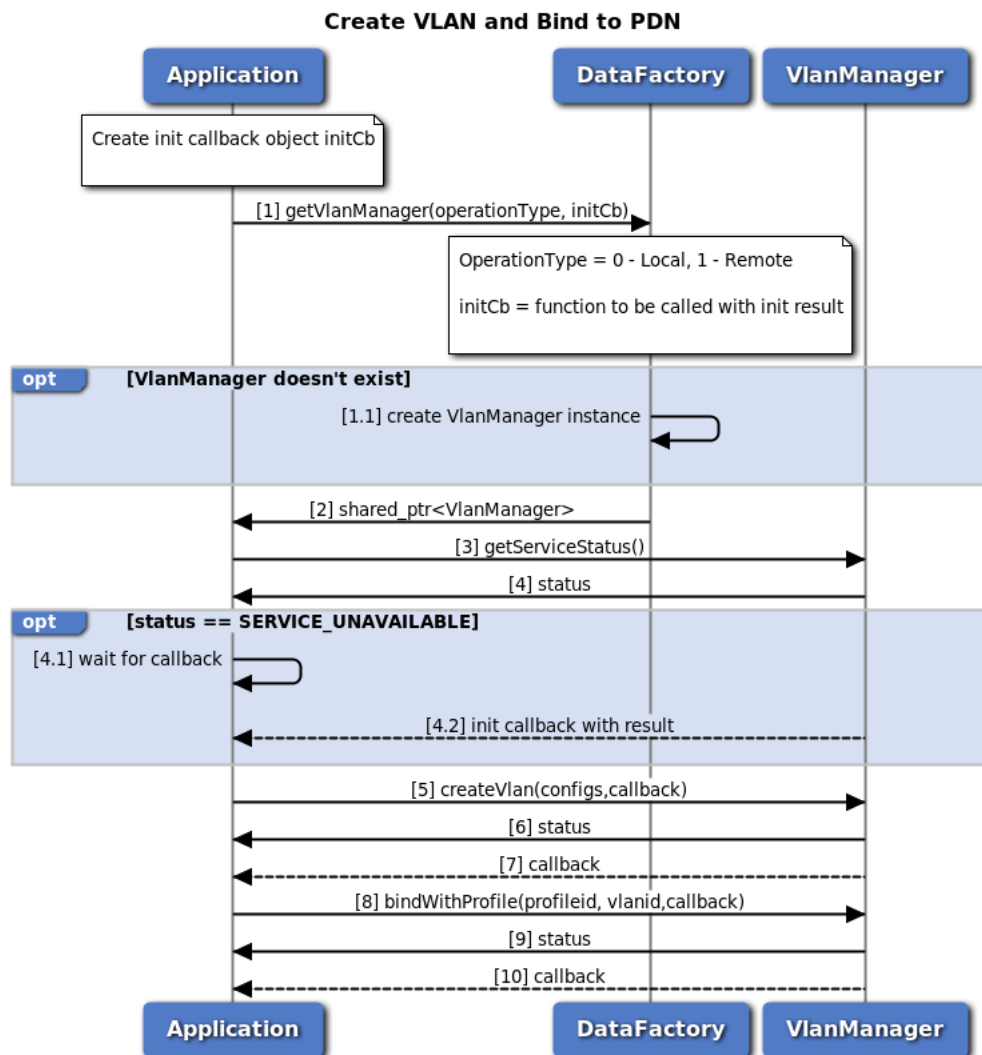 Create VLAN and Bind to PDN
Application
DataFactory
VlanManager
Create init callback object initCb
[1] getVlanManager(operationType, initCb)
OperationType = 0 - Local, 1 - Remote
initCb = function to be called with init result
opt
[VlanManager doesn't exist]
[1.1] create VlanManager instance
[2] shared_ptr<VlanManager>
[3] getServiceStatus()
[4] status
opt
[status == SERVICE_UNAVAILABLE]
[4.1] wait for callback
[4.2] init callback with result
[5] createVlan(configs,callback)
[6] status
[7] callback
[8] bindWithProfile(profileid, vlanid,callback)
[9] status
[10] callback
Application
DataFactory
VlanManager